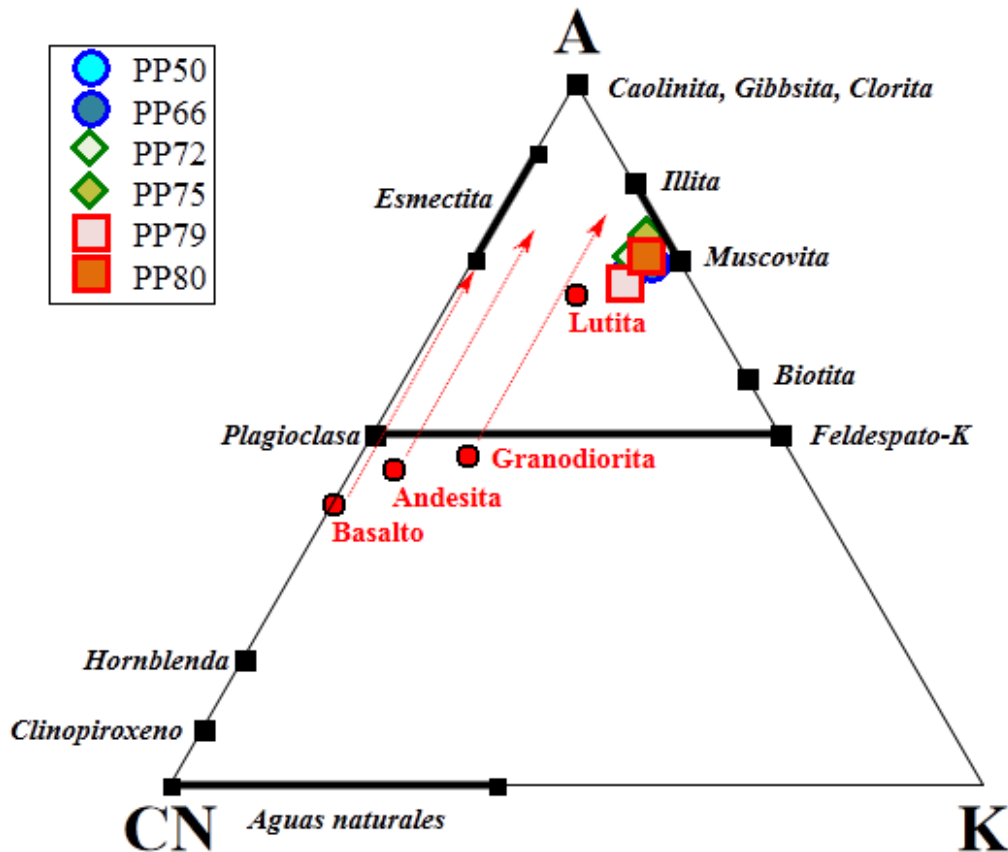 A
PP50
PP66
PP72
PP75
PP79
PP80
Caolinita, Gibbsita, Clorita
Illita
Esmectita
Muscovita
Lutita
Biotita
Plagioclasa
Feldespato-K
Granodiorita
Andesita
Basalto
Hornblenda
Clinopiroxeno
CN
Aguas naturales
K